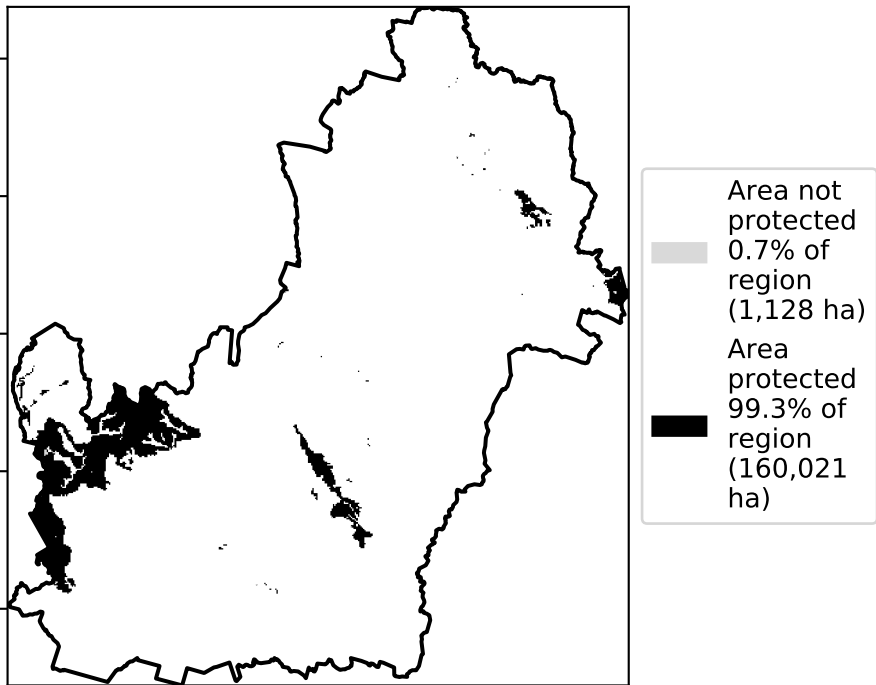 Area not
protected
0.7% of
region
(1,128 ha)
Area
protected
99.3% of
region
(160,021
ha)